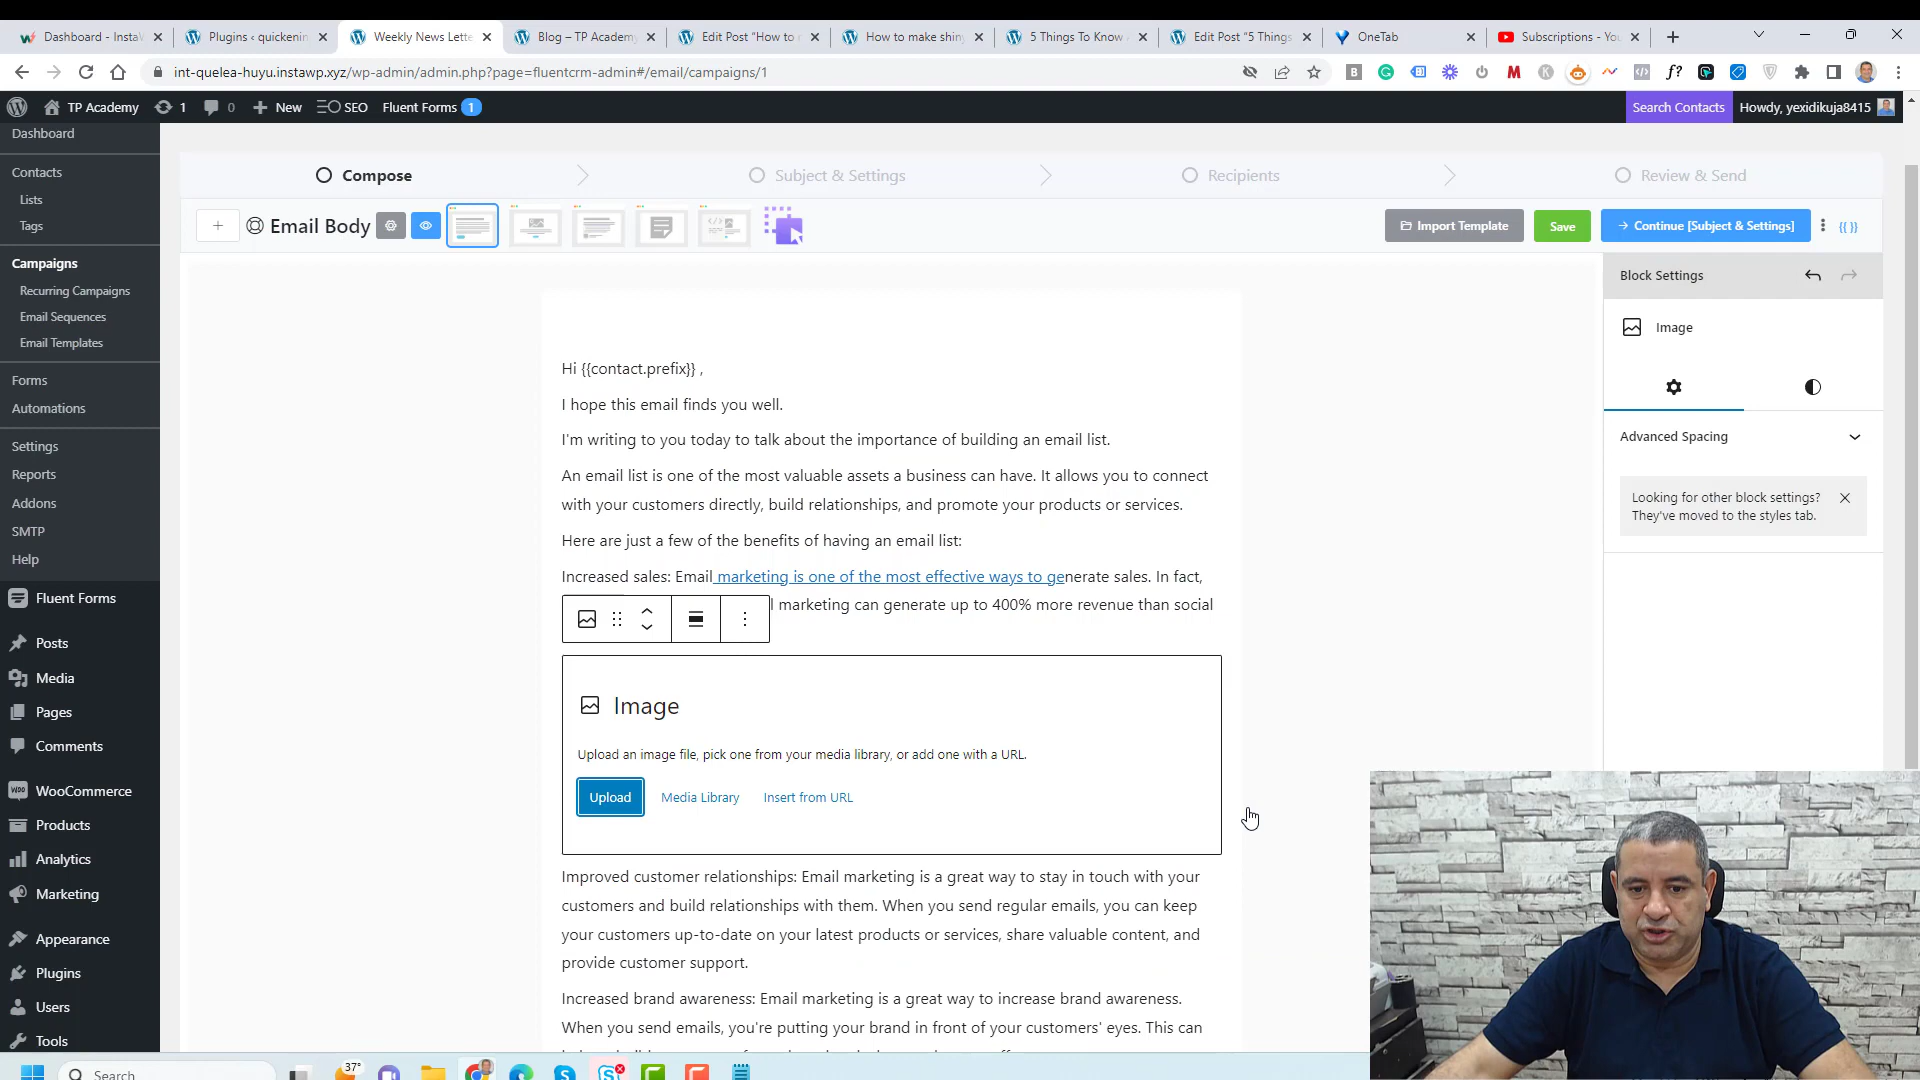 Dashboard - InstaW
Plugins ‹ quickenin
Weekly News Lette
Blog – TP Academy
Edit Post “How to
How to make shin
5 Things To Know
Edit Post “5 Things
OneTab
Subscriptions - You
int-quelea-huyu.instawp.xyz/wp-admin/admin.php?page=fluentcrm-admin#/email/campaigns/1
TP Academy
1
0
New
SEO
Fluent Forms 1
Search Contacts
Howdy, yexidikuja8415
Dashboard
Contacts
Lists
Tags
Campaigns
Recurring Campaigns
Email Sequences
Email Templates
Forms
Automations
Settings
Reports
Addons
SMTP
Help
Fluent Forms
Posts
Media
Pages
Comments
WooCommerce
Products
Analytics
Marketing
Appearance
Plugins
Users
Tools
Compose
Subject & Settings
Recipients
Review & Send
Email Body
Import Template
Save
Continue [Subject & Settings]
{{ }}
Hi {{contact.prefix}} ,
I hope this email finds you well.
I'm writing to you today to talk about the importance of building an email list.
An email list is one of the most valuable assets a business can have. It allows you to connect
with your customers directly, build relationships, and promote your products or services.
Here are just a few of the benefits of having an email list:
Increased sales: Email marketing is one of the most effective ways to generate sales. In fact,
l marketing can generate up to 400% more revenue than social
Image
Upload an image file, pick one from your media library, or add one with a URL.
Upload
Media Library
Insert from URL
Improved customer relationships: Email marketing is a great way to stay in touch with your
customers and build relationships with them. When you send regular emails, you can keep
your customers up-to-date on your latest products or services, share valuable content, and
provide customer support.
Increased brand awareness: Email marketing is a great way to increase brand awareness.
When you send emails, you're putting your brand in front of your customers' eyes. This can
Block Settings
Image
Advanced Spacing
Looking for other block settings?
They've moved to the styles tab.
Search
37°